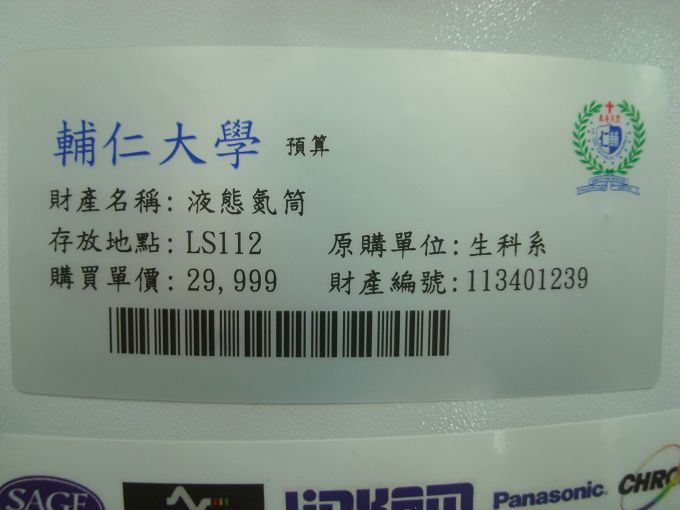 輔仁大學 預算
財產名稱: 液態氮筒
存放地點: LS112 原購單位: 生科系
購買單價: 29,999 財產編號: 113401239
SAGE
Linkam
Panasonic
CHRO